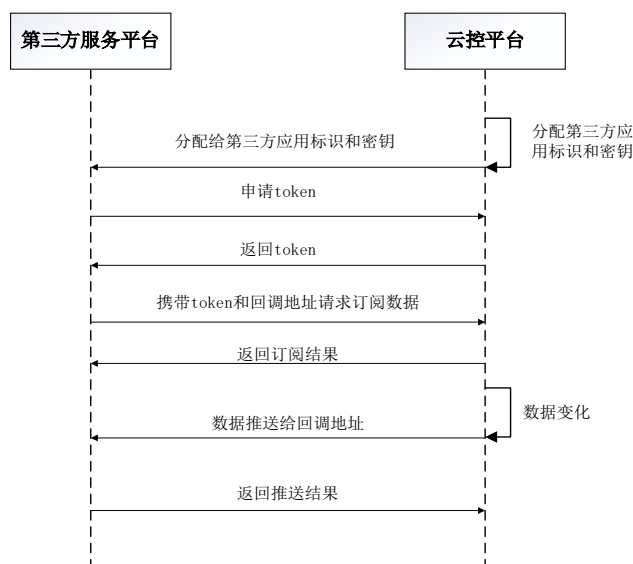 第三方服务平台
云控平台
分配第三方应
用标识和密钥
分配给第三方应用标识和密钥
申请token
返回token
携带token和回调地址请求订阅数据
返回订阅结果
数据变化
数据推送给回调地址
返回推送结果